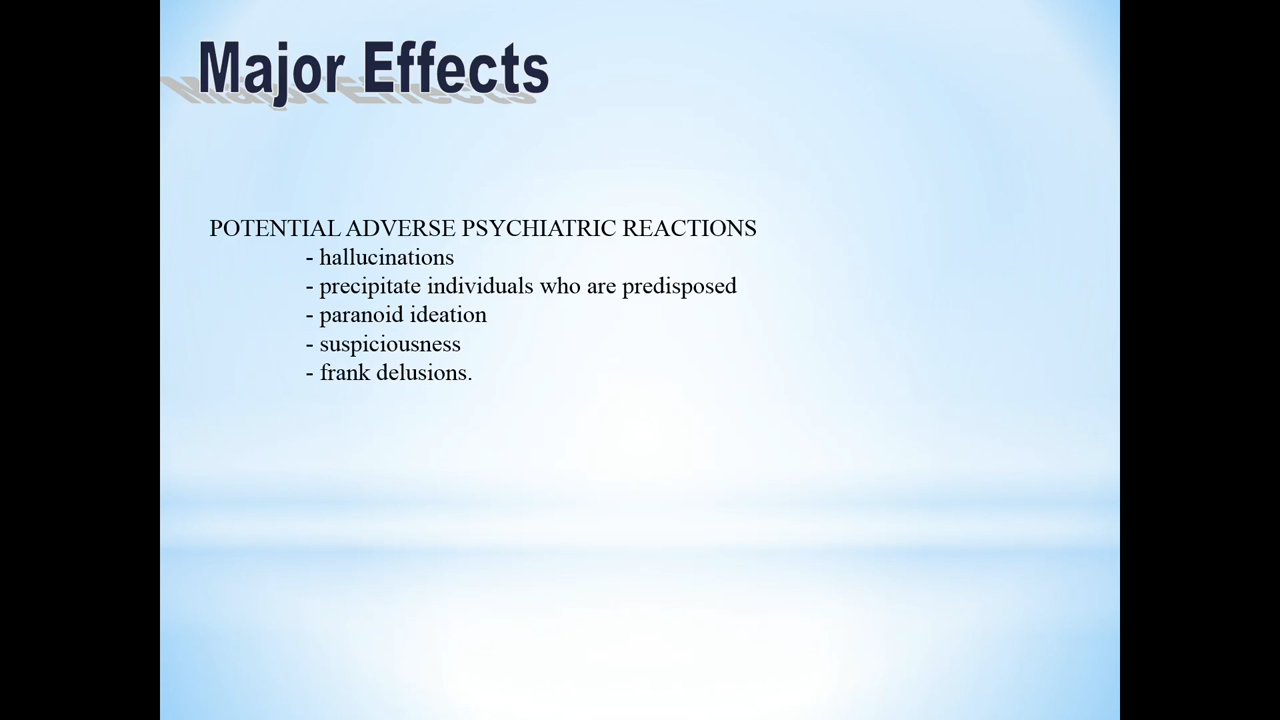 Major Effects
POTENTIAL ADVERSE PSYCHIATRIC REACTIONS
- hallucinations
- precipitate individuals who are predisposed
- paranoid ideation
- suspiciousness
- frank delusions.